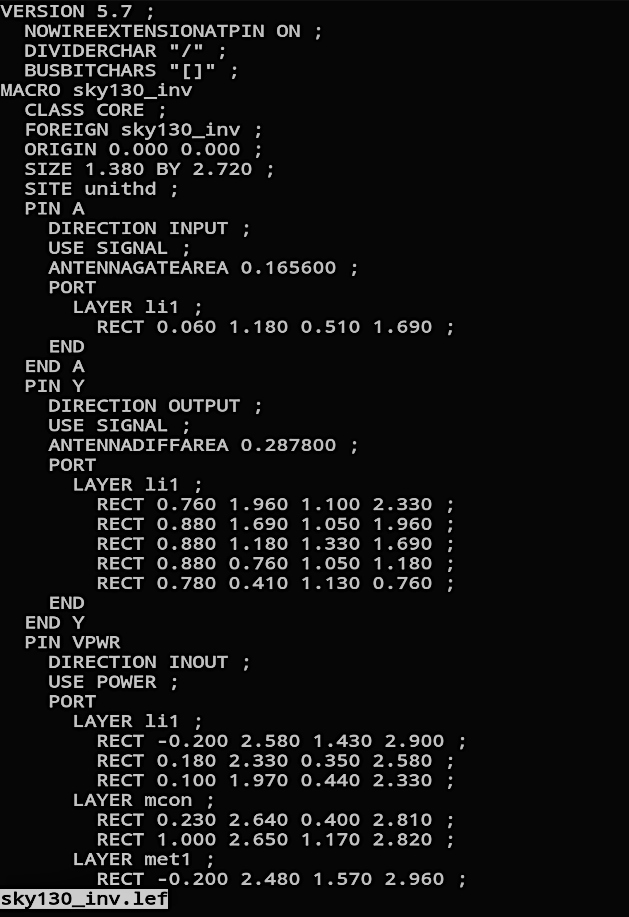 VERSION 5.7 ;
  NOWIREEXTENSIONATPIN ON ;
  DIVIDERCHAR "/" ;
  BUSBITCHARS "[]" ;
MACRO sky130_inv
  CLASS CORE ;
  FOREIGN sky130_inv ;
  ORIGIN 0.000 0.000 ;
  SIZE 1.380 BY 2.720 ;
  SITE unithd ;
  PIN A
    DIRECTION INPUT ;
    USE SIGNAL ;
    ANTENNAGATEAREA 0.165600 ;
    PORT
      LAYER li1 ;
        RECT 0.060 1.180 0.510 1.690 ;
    END
  END A
  PIN Y
    DIRECTION OUTPUT ;
    USE SIGNAL ;
    ANTENNADIFFAREA 0.287800 ;
    PORT
      LAYER li1 ;
        RECT 0.760 1.960 1.100 2.330 ;
        RECT 0.880 1.690 1.050 1.960 ;
        RECT 0.880 1.180 1.330 1.690 ;
        RECT 0.880 0.760 1.050 1.180 ;
        RECT 0.780 0.410 1.130 0.760 ;
    END
  END Y
  PIN VPWR
    DIRECTION INOUT ;
    USE POWER ;
    PORT
      LAYER li1 ;
        RECT -0.200 2.580 1.430 2.900 ;
        RECT 0.180 2.330 0.350 2.580 ;
        RECT 0.100 1.970 0.440 2.330 ;
      LAYER mcon ;
        RECT 0.230 2.640 0.400 2.810 ;
        RECT 1.000 2.650 1.170 2.820 ;
      LAYER met1 ;
        RECT -0.200 2.480 1.570 2.960 ;
sky130_inv.lef